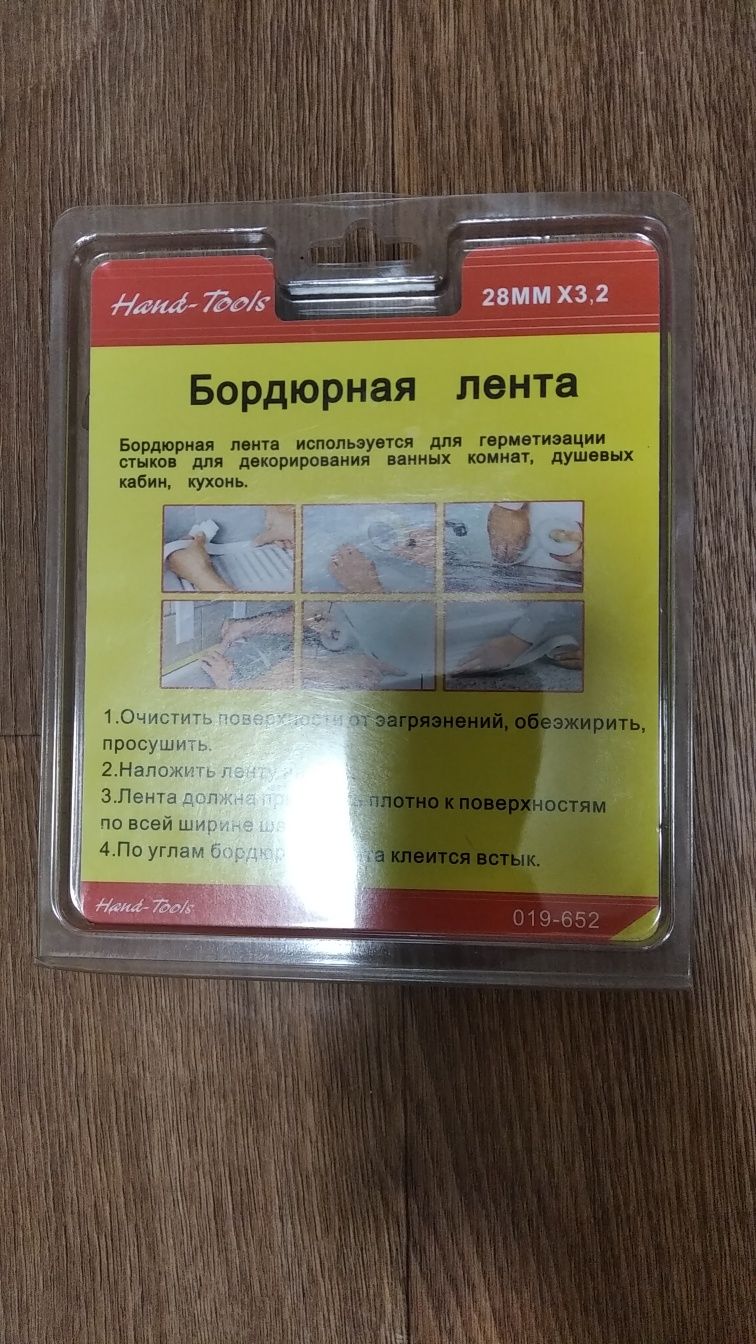 Hand-Tools
28MM X3,2
Бордюрная лента
Бордюрная лента используется для герметизации
стыков для декорирования ванных комнат, душевых
кабин, кухонь.
1.Очистить поверхности от загрязнений, обезжирить,
просушить.
2.Наложить ленту
3.Лента должна плотно к поверхностям
по всей ширине
4.По углам клеится встык.
Hand-Tools
019-652